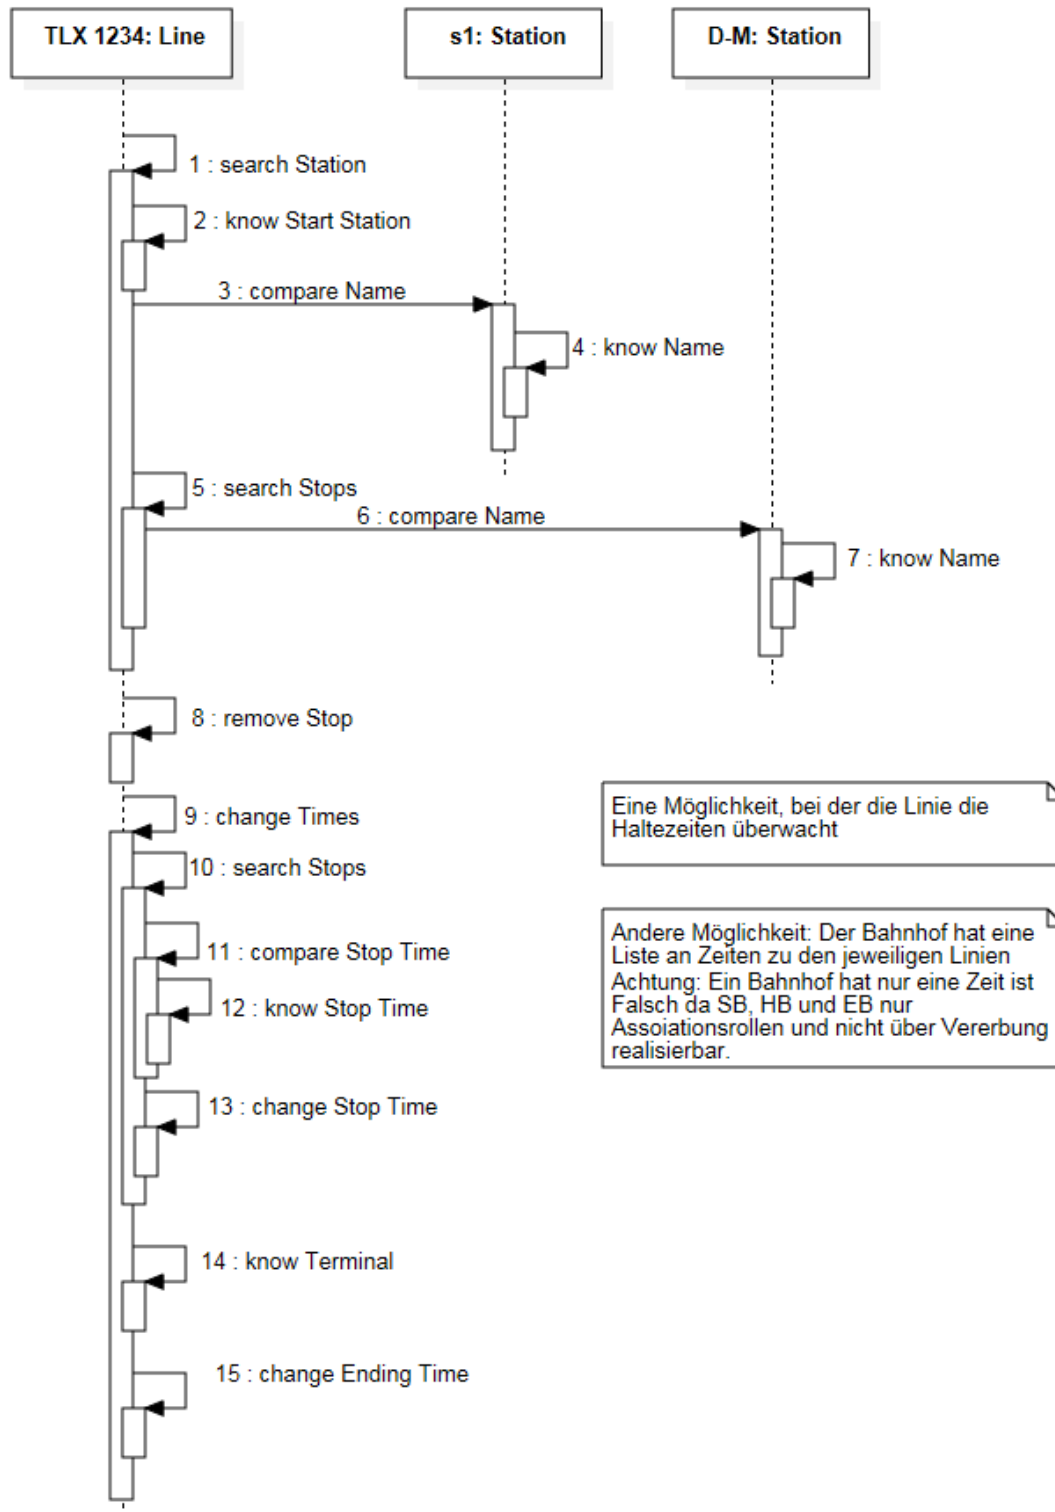 TLX 1234: Line
s1: Station
D-M: Station
1 : search Station
2 : know Start Station
3 : compare Name
4 : know Name
5 : search Stops
6 : compare Name
7 : know Name
8 : remove Stop
9 : change Times
Eine Möglichkeit, bei der die Linie die
Haltezeiten überwacht
10 : search Stops
Andere Möglichkeit: Der Bahnhof hat eine
Liste an Zeiten zu den jeweiligen Linien
Achtung: Ein Bahnhof hat nur eine Zeit ist
Falsch da SB, HB und EB nur
Assoiationsrollen und nicht über Vererbung
realisierbar.
11 : compare Stop Time
12 : know Stop Time
13 : change Stop Time
14 : know Terminal
15 : change Ending Time